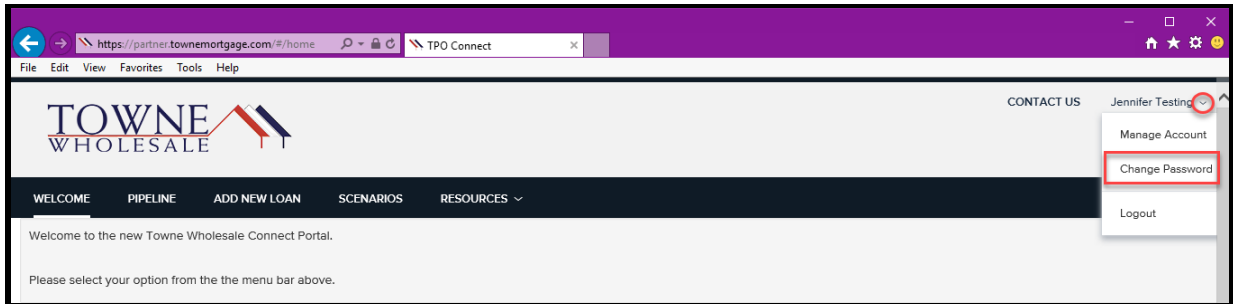 https://partner.townemortgage.com/#/home TPO Connect
File Edit View Favorites Tools Help
TOWNE
WHOLESALE
CONTACT US Jennifer Testing
Manage Account
Change Password
Logout
WELCOME PIPELINE ADD NEW LOAN SCENARIOS RESOURCES
Welcome to the new Towne Wholesale Connect Portal.
Please select your option from the the menu bar above.